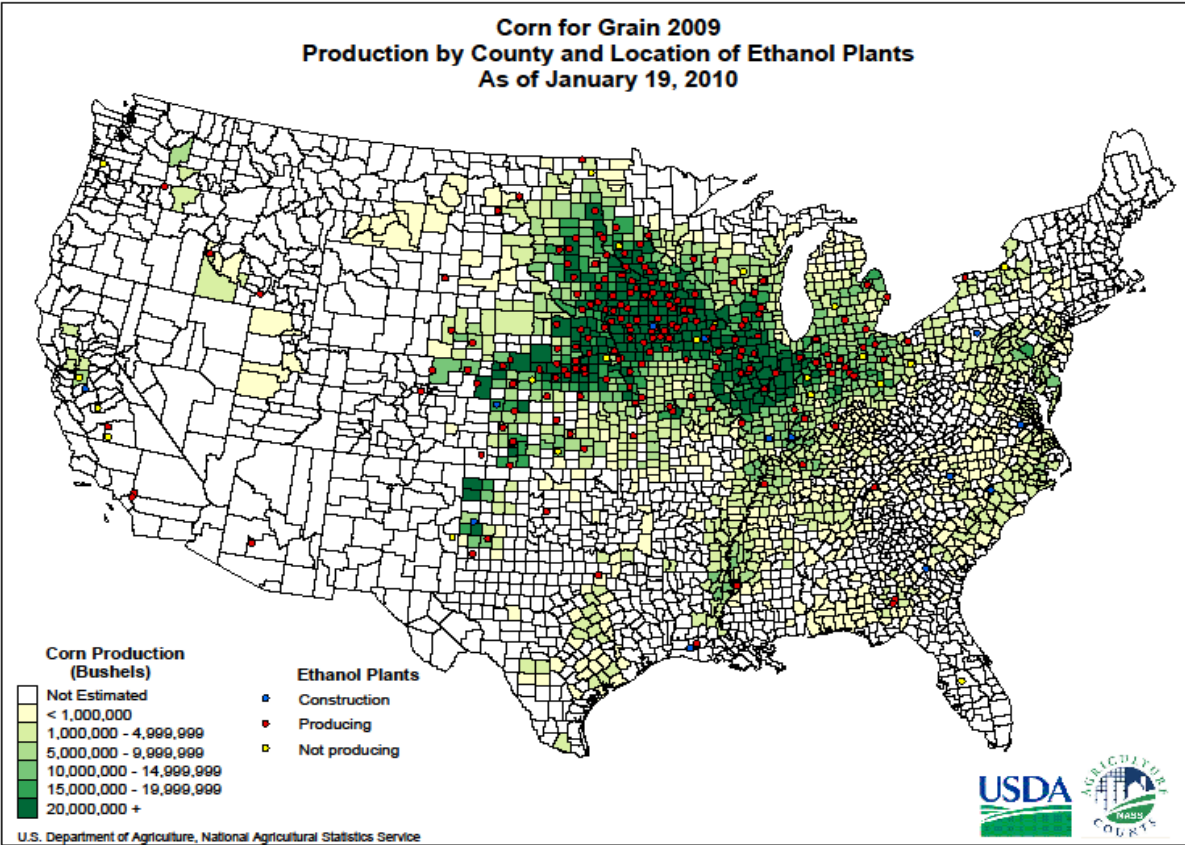 Corn for Grain 2009
Production by County and Location of Ethanol Plants
As of January 19, 2010
Corn Production
(Bushels)
Not Estimated
< 1,000,000
1,000,000 - 4,999,999
5,000,000 - 9,999,999
10,000,000 - 14,999,999
15,000,000 - 19,999,999
20,000,000 +
Ethanol Plants
Construction
Producing
Not producing
U.S. Department of Agriculture, National Agricultural Statistics Service
USDA
AGRICULTURE
NASS
COUNTS